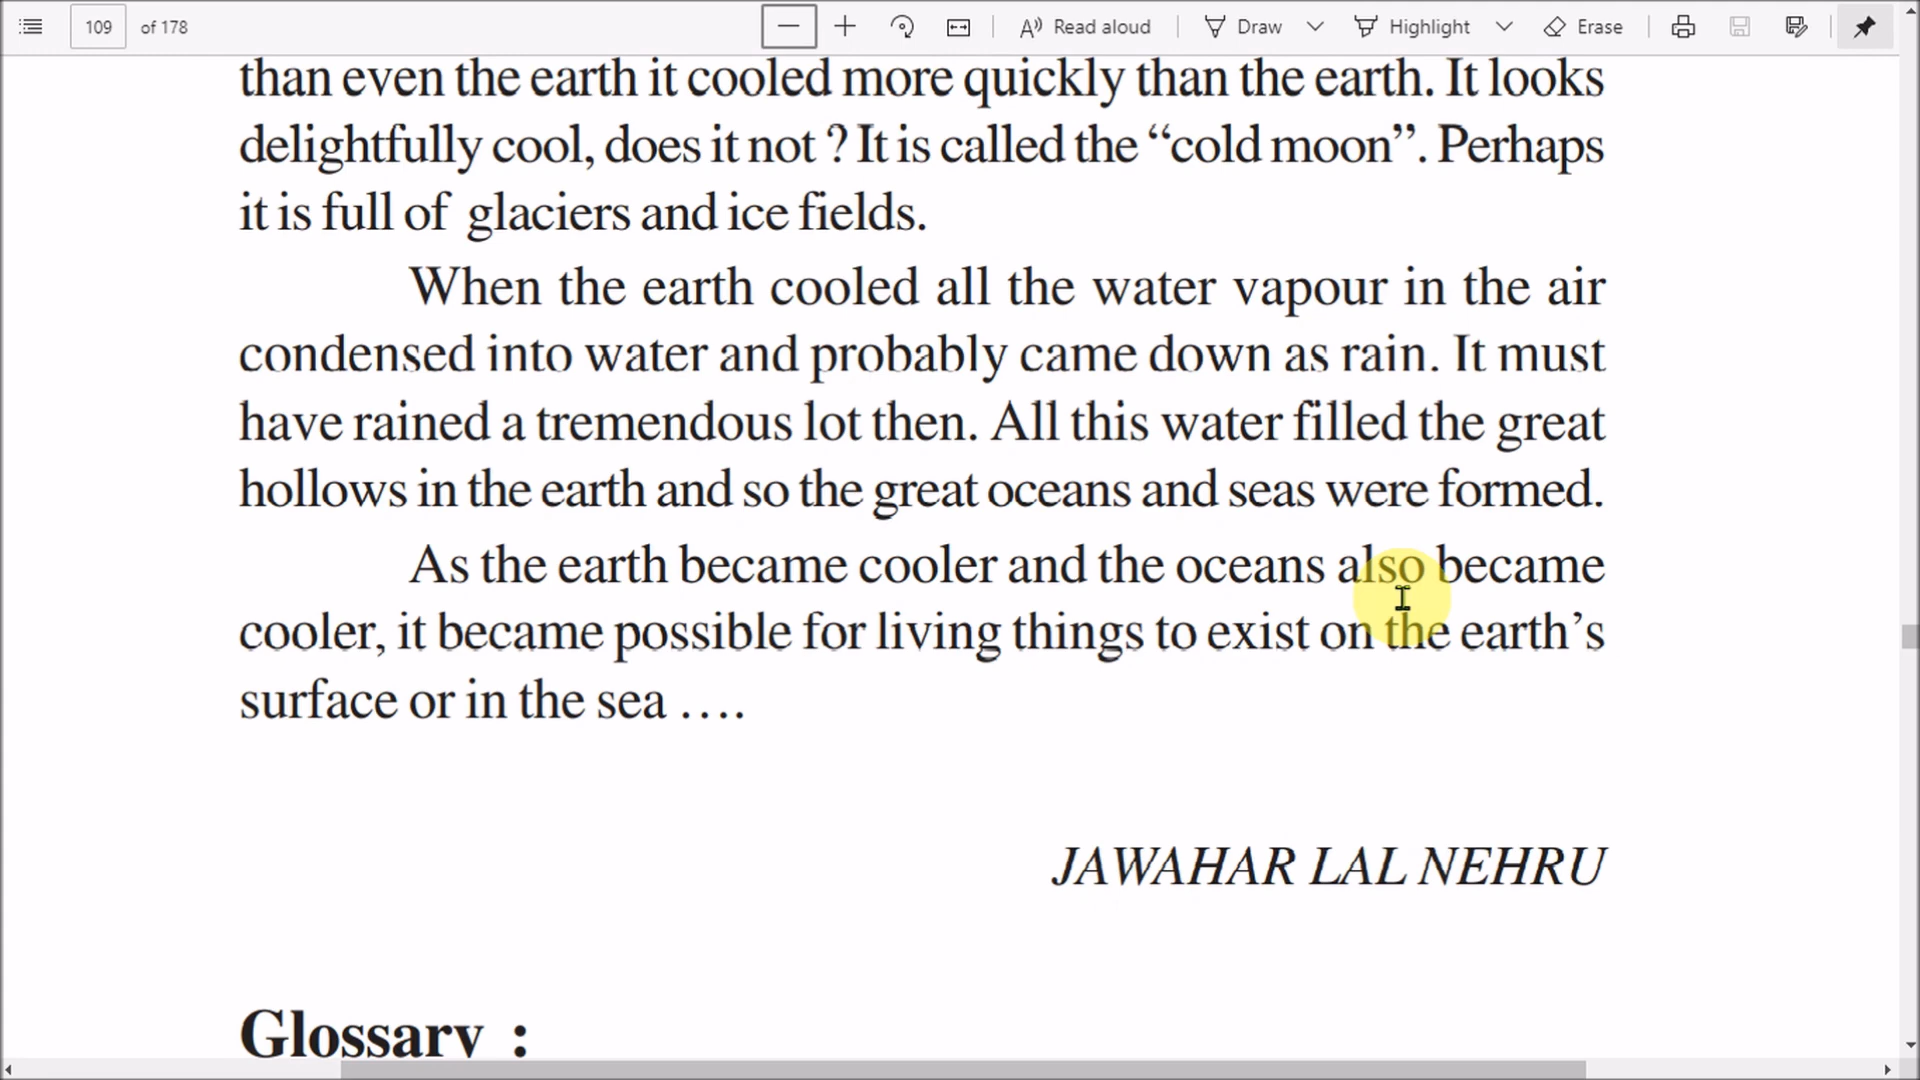 109 of 178 Read aloud Draw Highlight Erase
than even the earth it cooled more quickly than the earth. It looks
delightfully cool, does it not ? It is called the “cold moon”. Perhaps
it is full of glaciers and ice fields.
When the earth cooled all the water vapour in the air
condensed into water and probably came down as rain. It must
have rained a tremendous lot then. All this water filled the great
hollows in the earth and so the great oceans and seas were formed.
As the earth became cooler and the oceans also became
cooler, it became possible for living things to exist on the earth’s
surface or in the sea ….
JAWAHAR LAL NEHRU
Glossary :